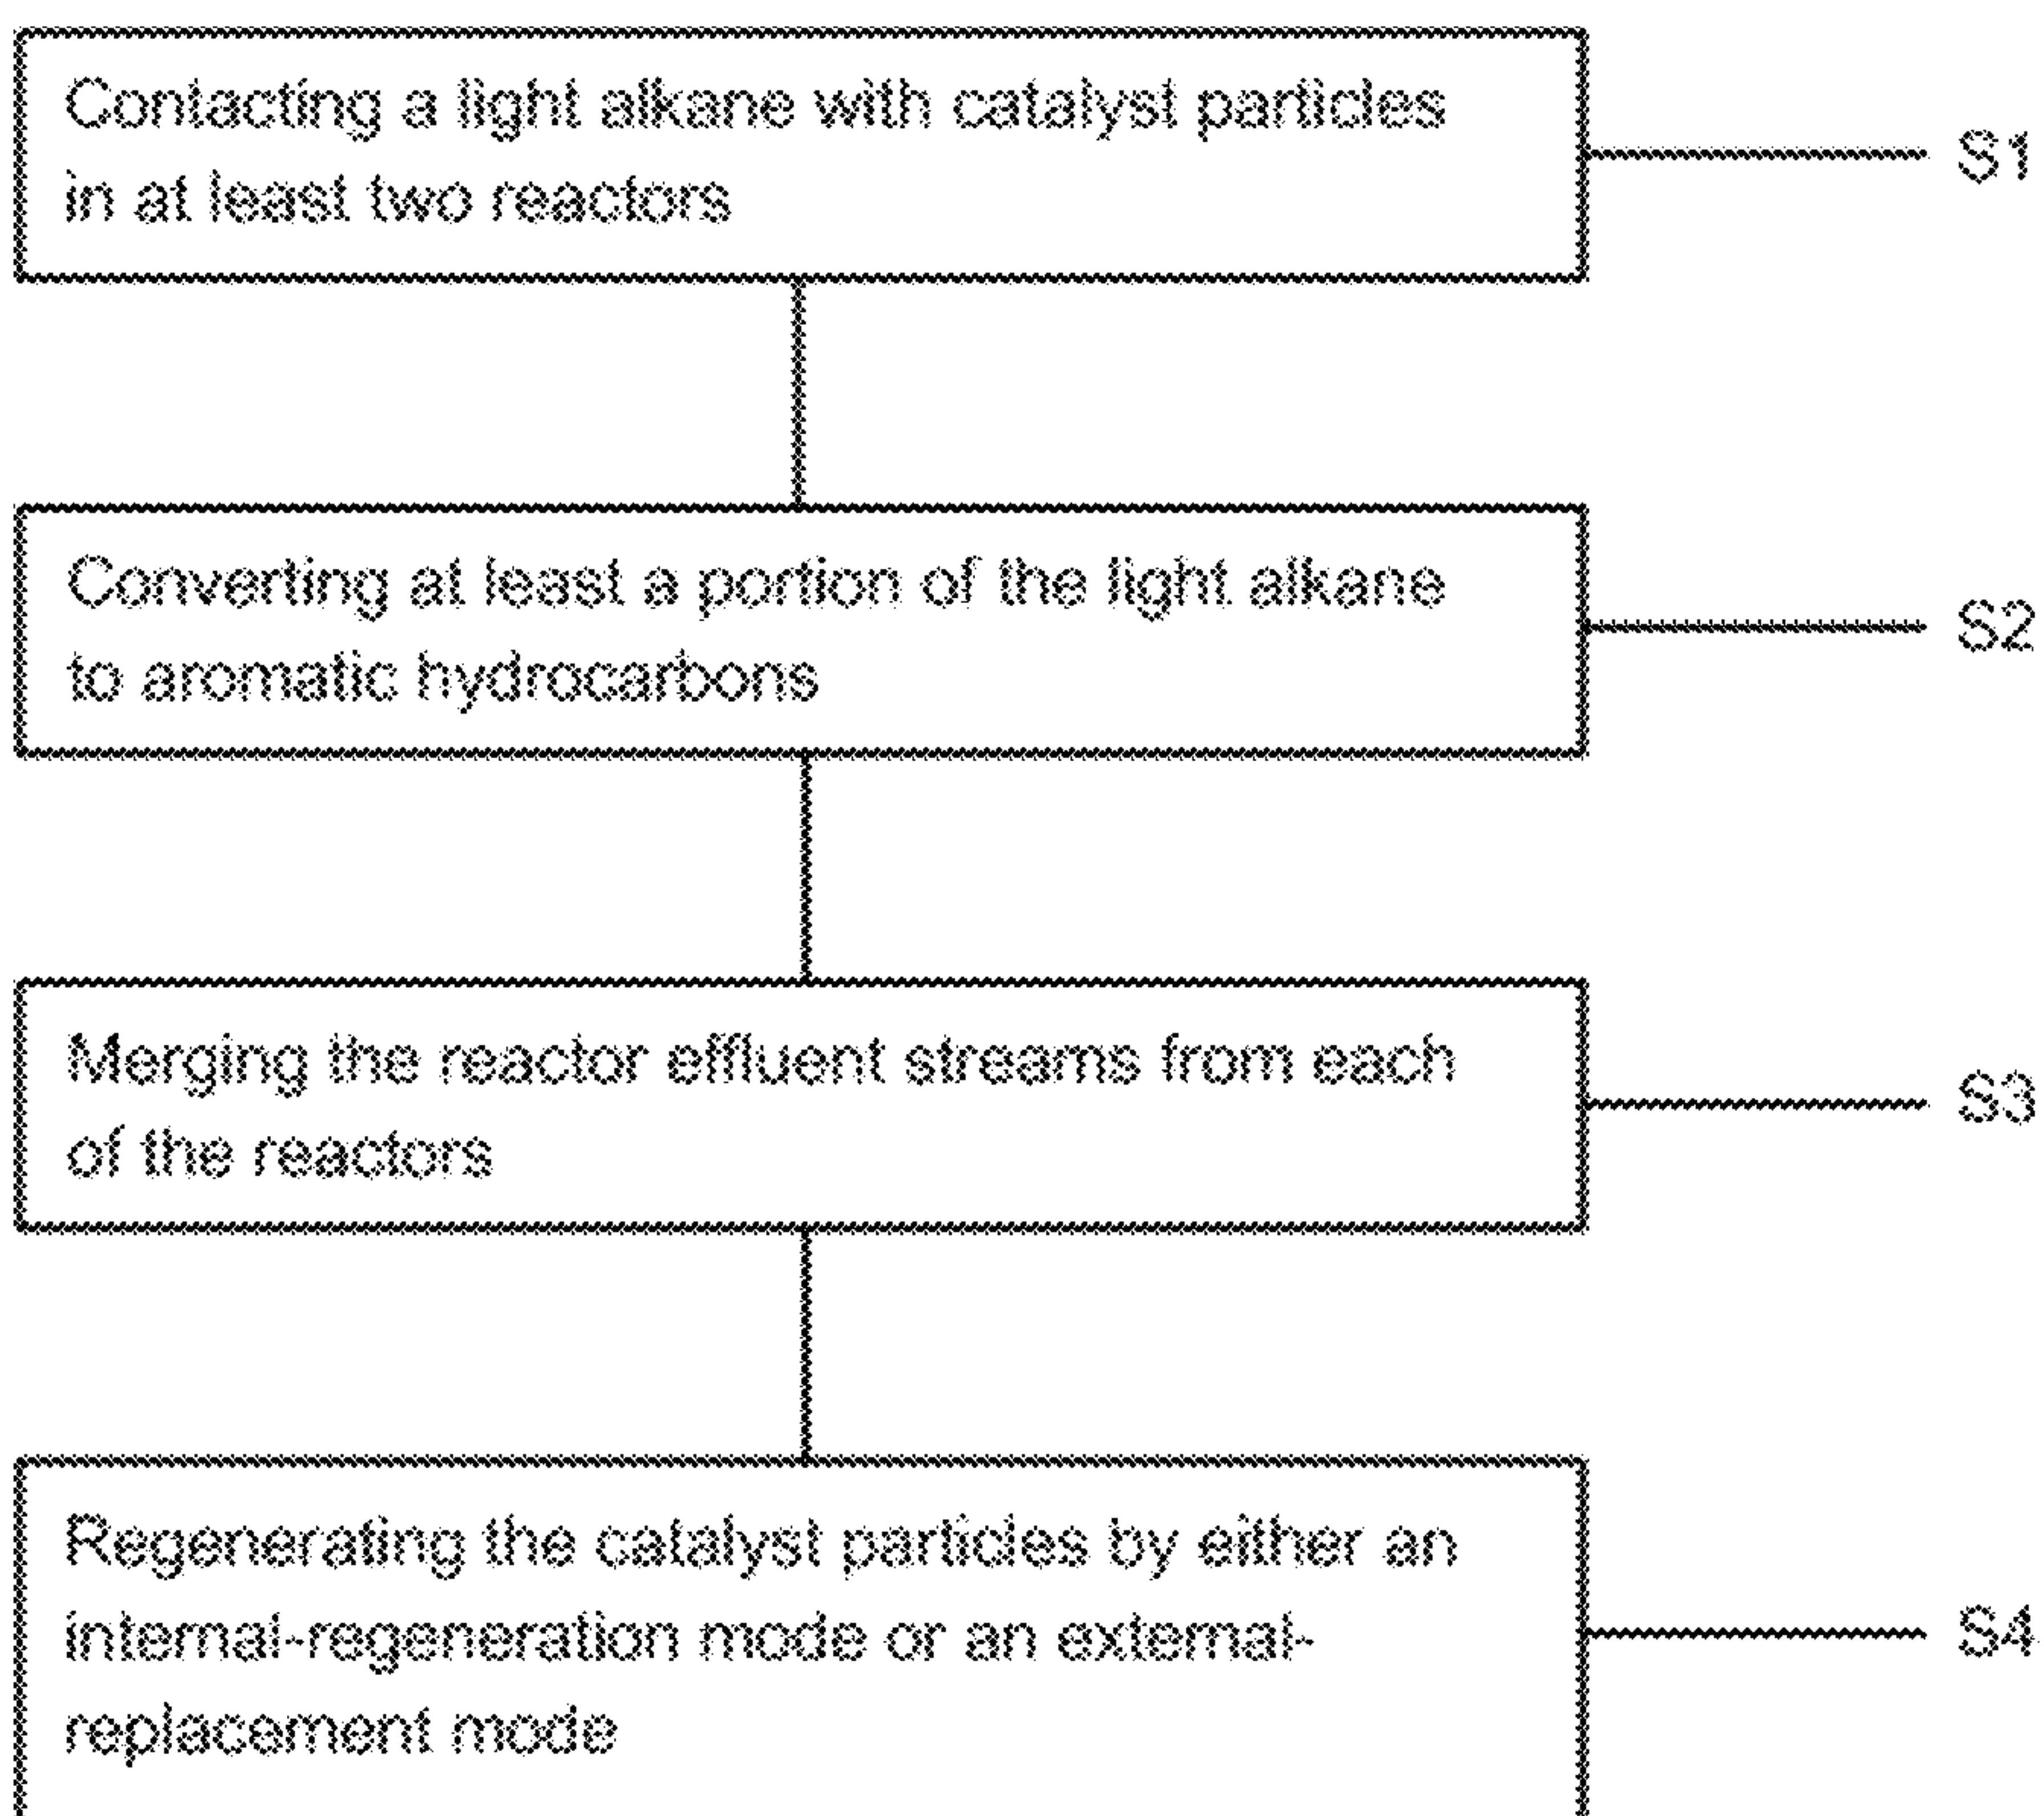 Contacting a light alkane with catalyst particles
in at least two reactors
S1
Converting at least a portion of the light alkane
to aromatic hydrocarbons
S2
Merging the reactor effluent streams from each
of the reactors
S3
Regenerating the catalyst particles by either an
internal-regeneration mode or an external-
replacement mode
S4